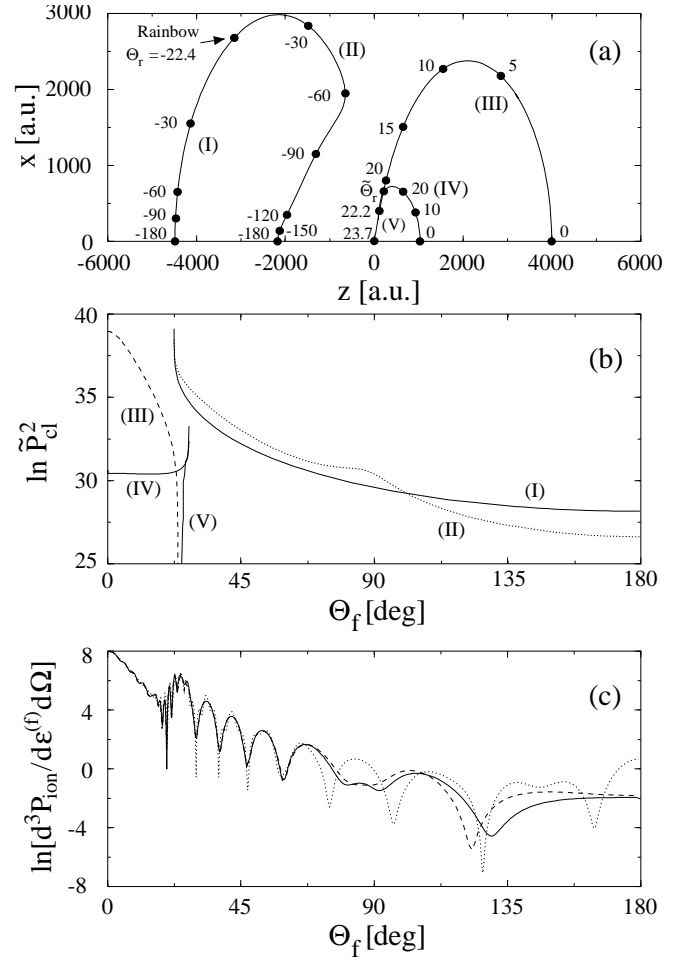 3000
2000
1000
0
x [a.u.]
Rainbow
Θr =-22.4
(a)
(I)
(II)
(III)
(IV)
(V)
-30
-60
-90
-180
-30
-60
-90
-120
-150
-180
10
5
15
20
Θ̃r
20
22.2
10
23.7
0
0
-6000 -4000 -2000 0 2000 4000 6000
z [a.u.]
40
35
30
25
ln P̃²cl
(b)
(III)
(IV)
(V)
(I)
(II)
0 45 90 135 180
Θf [deg]
8
4
0
-4
-8
ln[d³Pion/dε(f)dΩ]
(c)
0 45 90 135 180
Θf [deg]